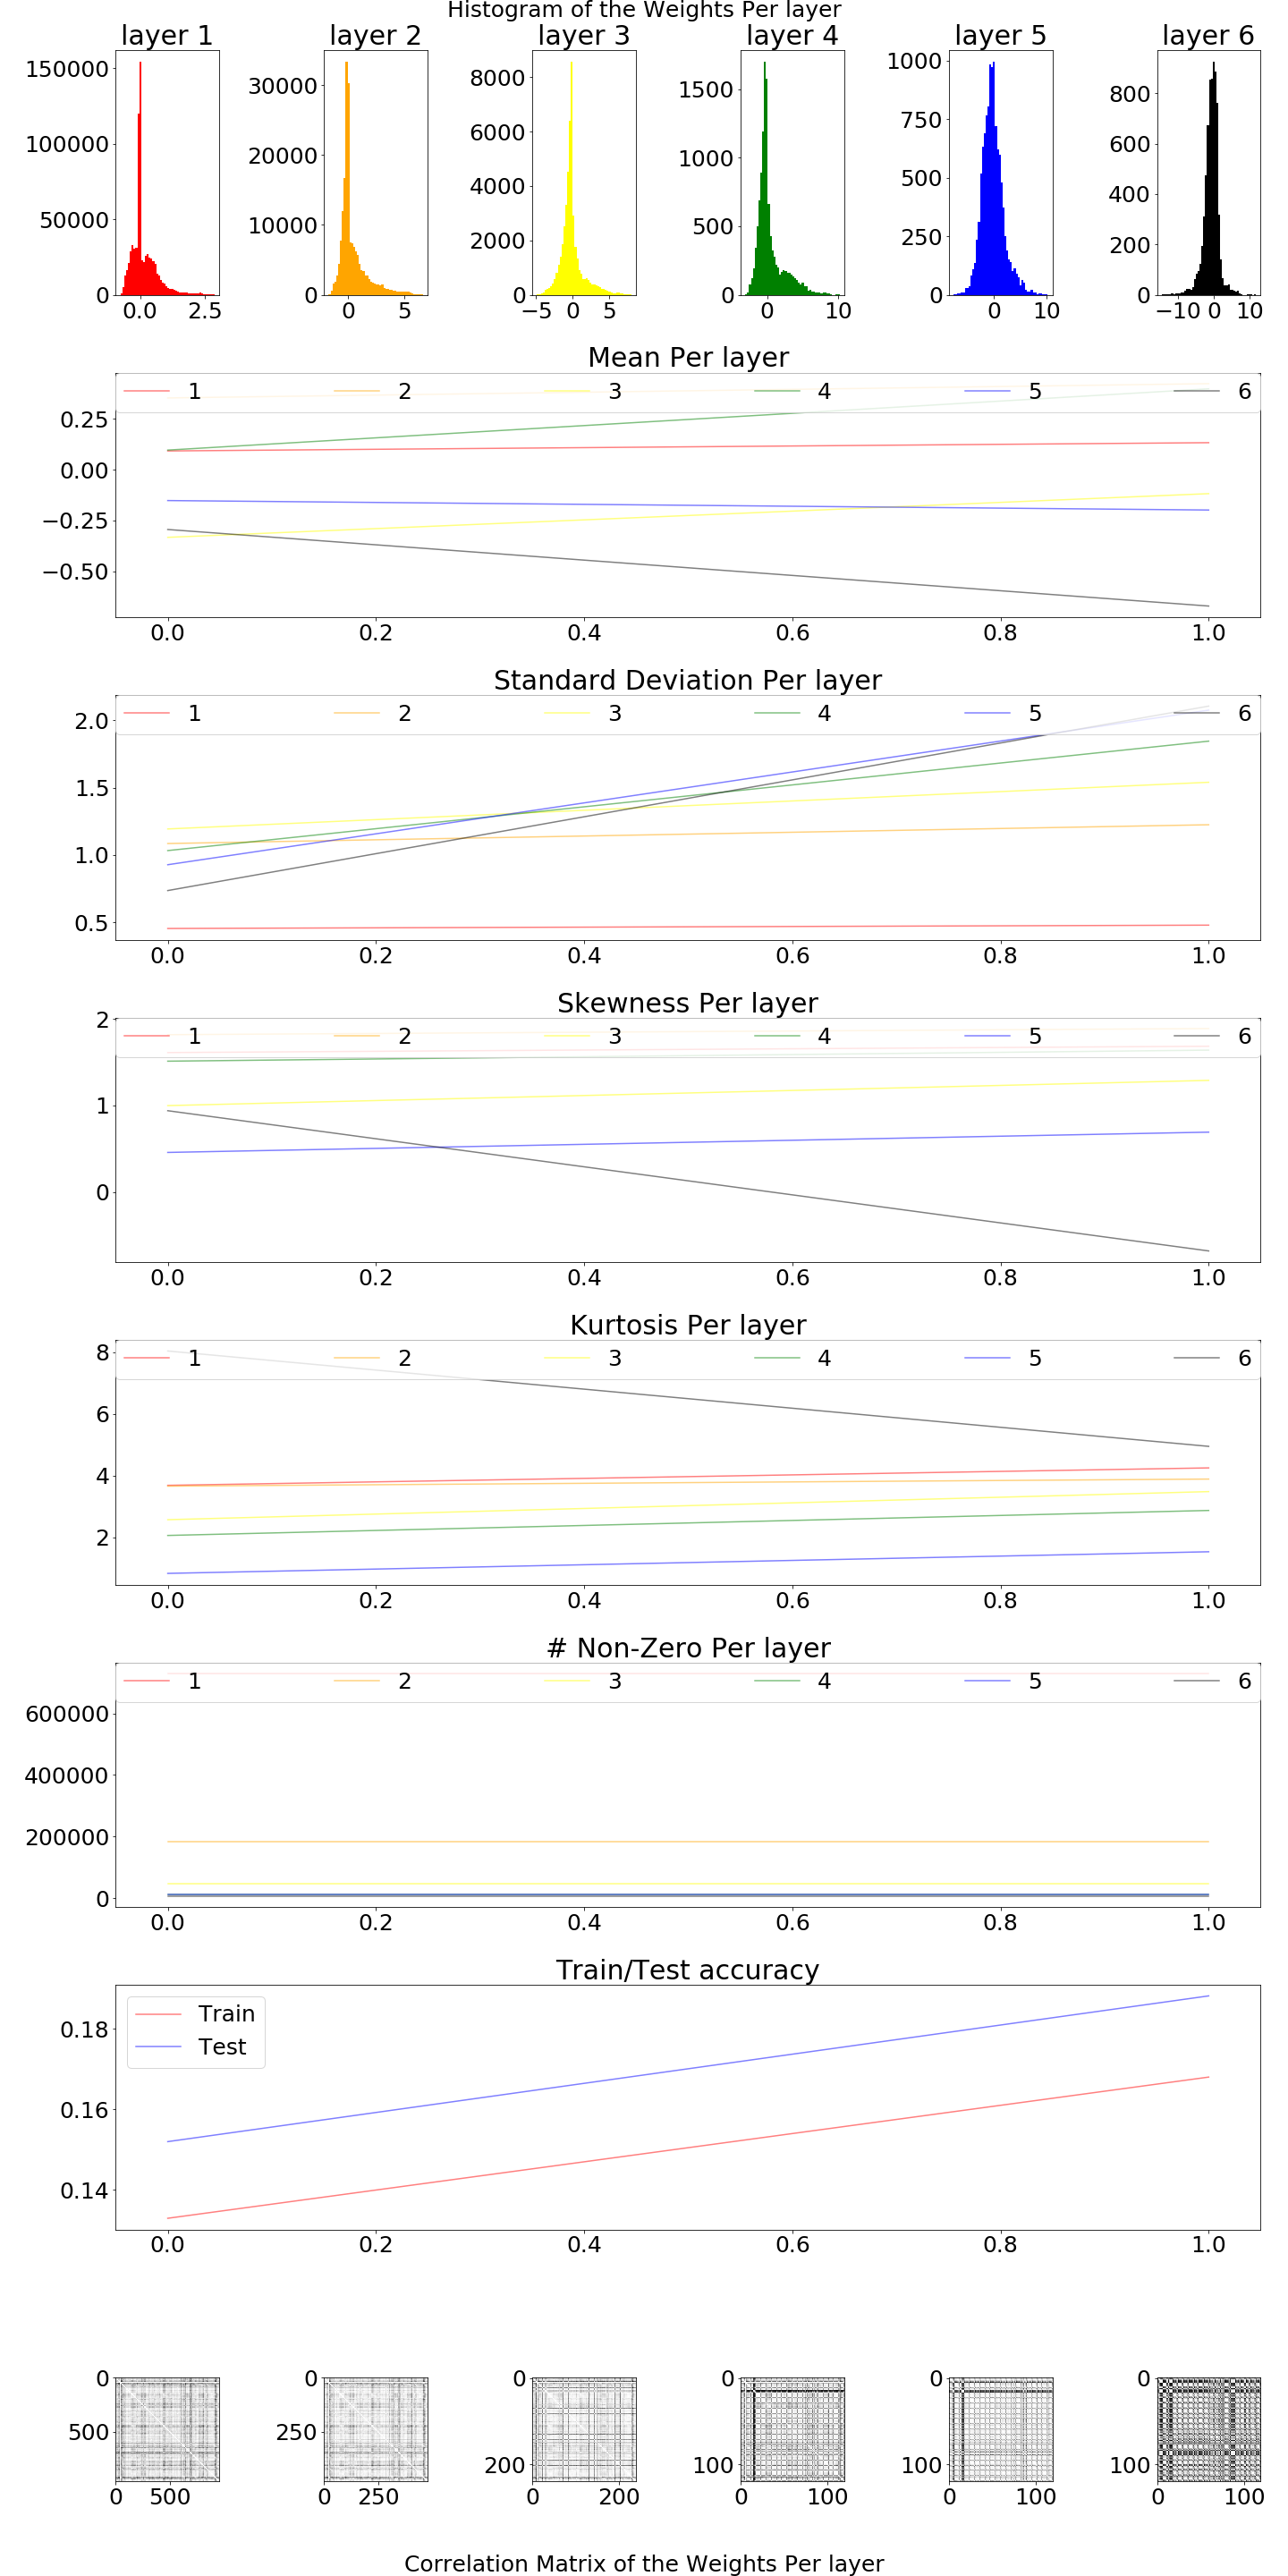 Histogram of the Weights Per layer
layer 1 layer 2 layer 3 layer 4 layer 5 layer 6
150000 100000 50000 0
0.0 2.5
30000 20000 10000 0
0 5
8000 6000 4000 2000 0
−5 0 5
1500 1000 500 0
0 10
1000 750 500 250 0
0 10
800 600 400 200 0
−10 0 10
Mean Per layer
1 2 3 4 5 6
0.25
0.00
−0.25
−0.50
0.0 0.2 0.4 0.6 0.8 1.0
Standard Deviation Per layer
1 2 3 4 5 6
2.0
1.5
1.0
0.5
0.0 0.2 0.4 0.6 0.8 1.0
Skewness Per layer
2
1 2 3 4 5 6
1
0
0.0 0.2 0.4 0.6 0.8 1.0
Kurtosis Per layer
8
1 2 3 4 5 6
6
4
2
0.0 0.2 0.4 0.6 0.8 1.0
# Non-Zero Per layer
1 2 3 4 5 6
600000
400000
200000
0
0.0 0.2 0.4 0.6 0.8 1.0
Train/Test accuracy
Train
Test
0.18
0.16
0.14
0.0 0.2 0.4 0.6 0.8 1.0
0 500
0 500
0 250
0 250
0 200
0 200
0 100
0 100
0 100
0 100
0 100
0 100
Correlation Matrix of the Weights Per layer